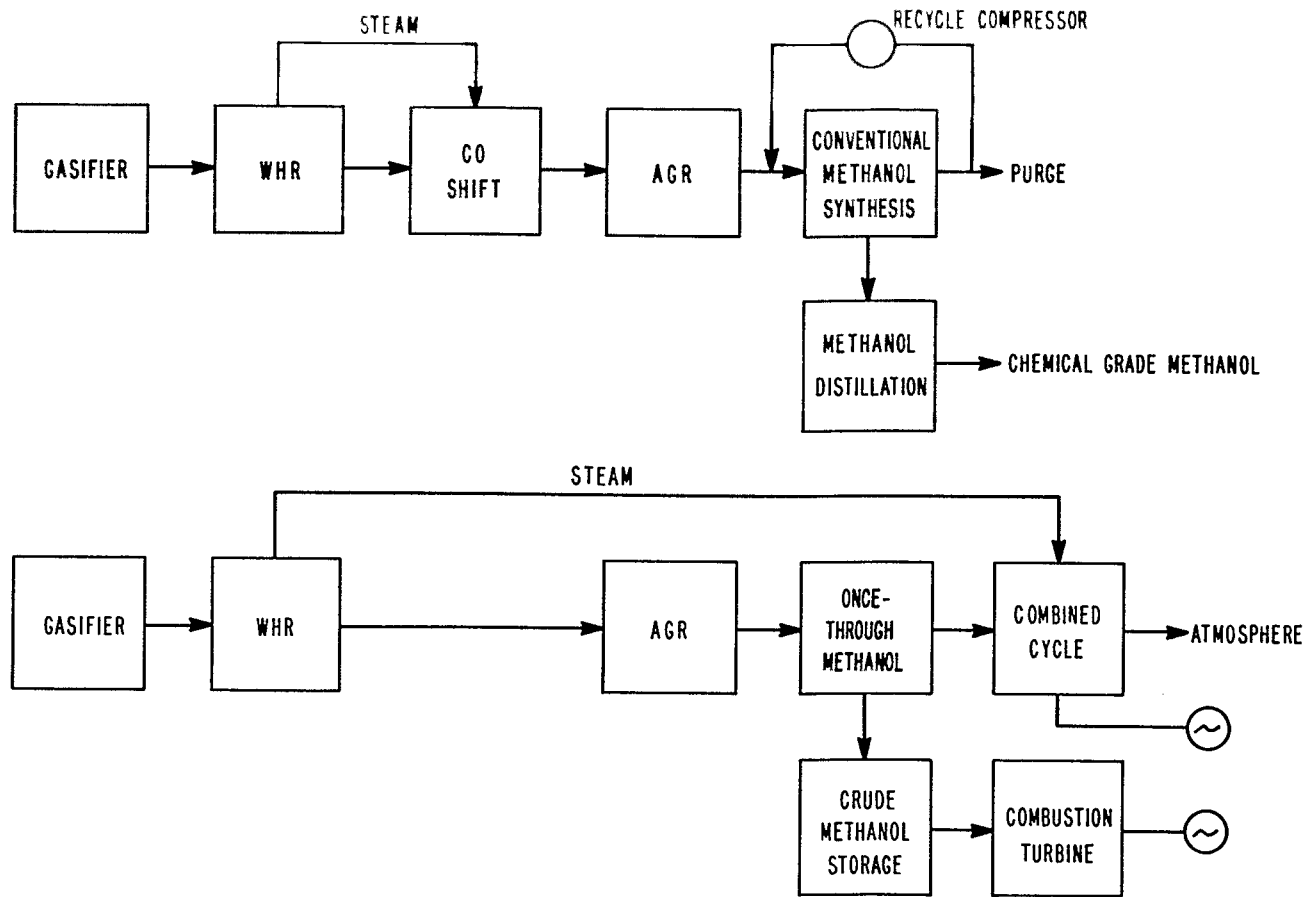 STEAM
RECYCLE COMPRESSOR
GASIFIER
WHR
CO
SHIFT
AGR
CONVENTIONAL
METHANOL
SYNTHESIS
PURGE
METHANOL
DISTILLATION
CHEMICAL GRADE METHANOL
STEAM
GASIFIER
WHR
AGR
ONCE-
THROUGH
METHANOL
COMBINED
CYCLE
ATMOSPHERE
CRUDE
METHANOL
STORAGE
COMBUSTION
TURBINE